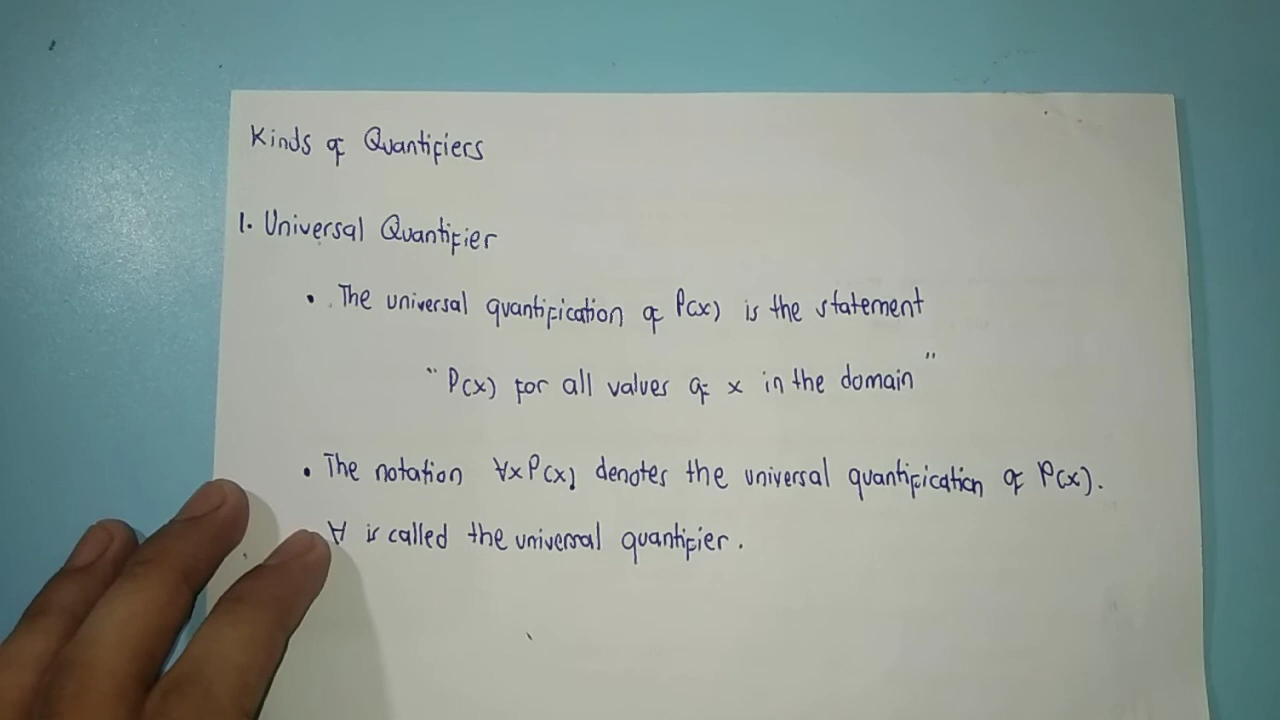 Kinds of Quantifiers
1. Universal Quantifier
• The universal quantification of P(x) is the statement
" P(x) for all values of x in the domain "
• The notation ∀x P(x) denotes the universal quantification of P(x).
∀ is called the universal quantifier.